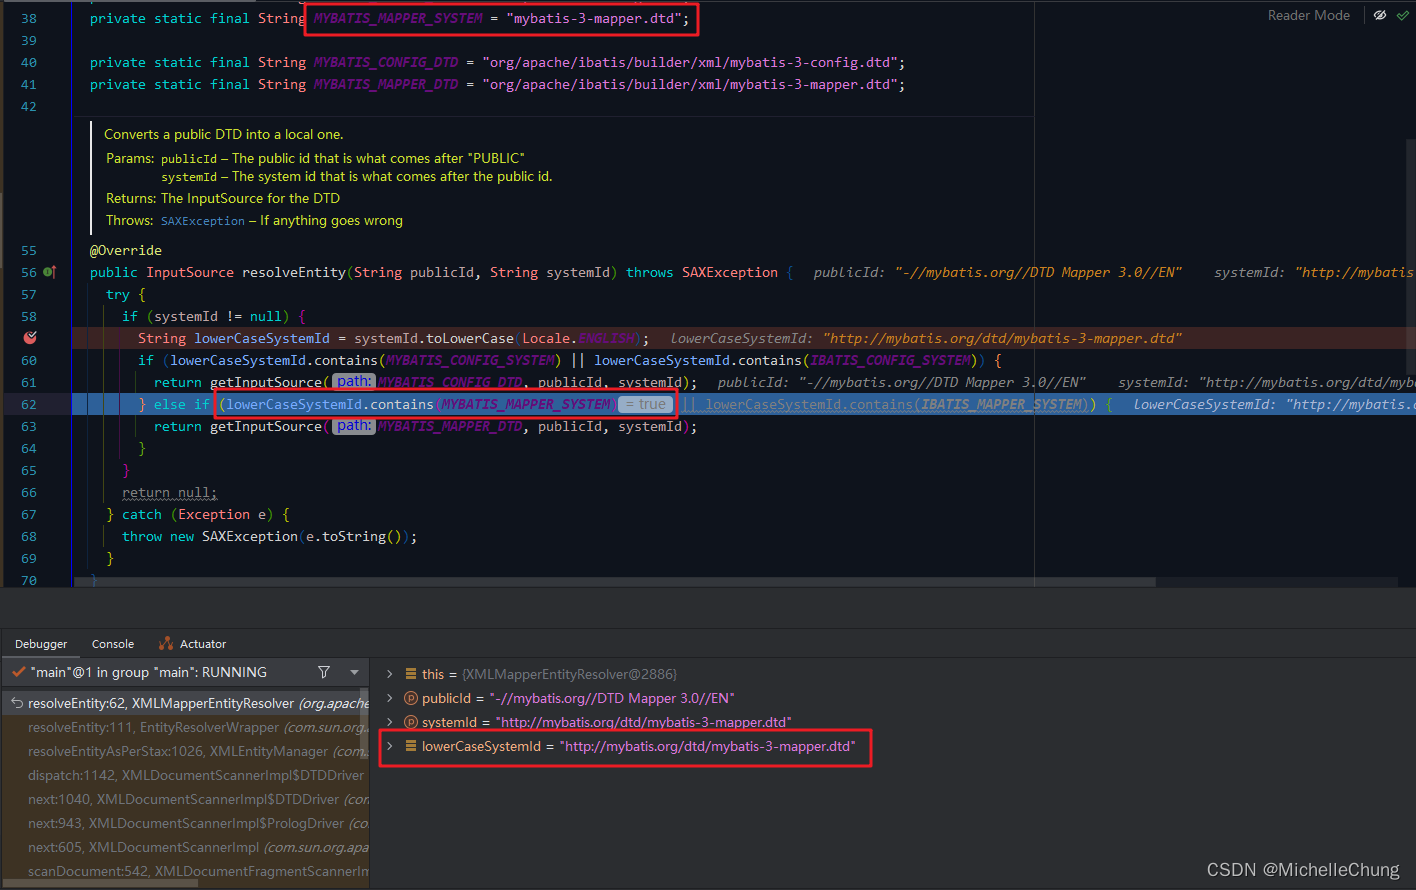 38 private static final String MYBATIS_MAPPER_SYSTEM = "mybatis-3-mapper.dtd";
Reader Mode
39
40 private static final String MYBATIS_CONFIG_DTD = "org/apache/ibatis/builder/xml/mybatis-3-config.dtd";
41 private static final String MYBATIS_MAPPER_DTD = "org/apache/ibatis/builder/xml/mybatis-3-mapper.dtd";
42
Converts a public DTD into a local one.
Params: publicId – The public id that is what comes after "PUBLIC"
systemId – The system id that is what comes after the public id.
Returns: The InputSource for the DTD
Throws: SAXException – If anything goes wrong
55 @Override
56 public InputSource resolveEntity(String publicId, String systemId) throws SAXException { publicId: "-//mybatis.org//DTD Mapper 3.0//EN" systemId: "http://mybatis
57 try {
58 if (systemId != null) {
String lowerCaseSystemId = systemId.toLowerCase(Locale.ENGLISH); lowerCaseSystemId: "http://mybatis.org/dtd/mybatis-3-mapper.dtd"
60 if (lowerCaseSystemId.contains(MYBATIS_CONFIG_SYSTEM) || lowerCaseSystemId.contains(IBATIS_CONFIG_SYSTEM)) {
61 return getInputSource( path: MYBATIS_CONFIG_DTD, publicId, systemId); publicId: "-//mybatis.org//DTD Mapper 3.0//EN" systemId: "http://mybatis.org/dtd/my
62 } else if (lowerCaseSystemId.contains(MYBATIS_MAPPER_SYSTEM) = true || lowerCaseSystemId.contains(IBATIS_MAPPER_SYSTEM)) { lowerCaseSystemId: "http://mybatis.o
63 return getInputSource( path: MYBATIS_MAPPER_DTD, publicId, systemId);
64 }
65 }
66 return null;
67 } catch (Exception e) {
68 throw new SAXException(e.toString());
69 }
70 }
Debugger Console Actuator
"main"@1 in group "main": RUNNING
resolveEntity:62, XMLMapperEntityResolver (org.apache
resolveEntity:111, EntityResolverWrapper (com.sun.org.
resolveEntityAsPerStax:1026, XMLEntityManager (com.s
dispatch:1142, XMLDocumentScannerImpl$DTDDriver
next:1040, XMLDocumentScannerImpl$DTDDriver (con
next:943, XMLDocumentScannerImpl$PrologDriver (co
next:605, XMLDocumentScannerImpl (com.sun.org.apa
scanDocument:542, XMLDocumentFragmentScannerIm
this = {XMLMapperEntityResolver@2886}
publicId = "-//mybatis.org//DTD Mapper 3.0//EN"
systemId = "http://mybatis.org/dtd/mybatis-3-mapper.dtd"
lowerCaseSystemId = "http://mybatis.org/dtd/mybatis-3-mapper.dtd"
CSDN @MichelleChung